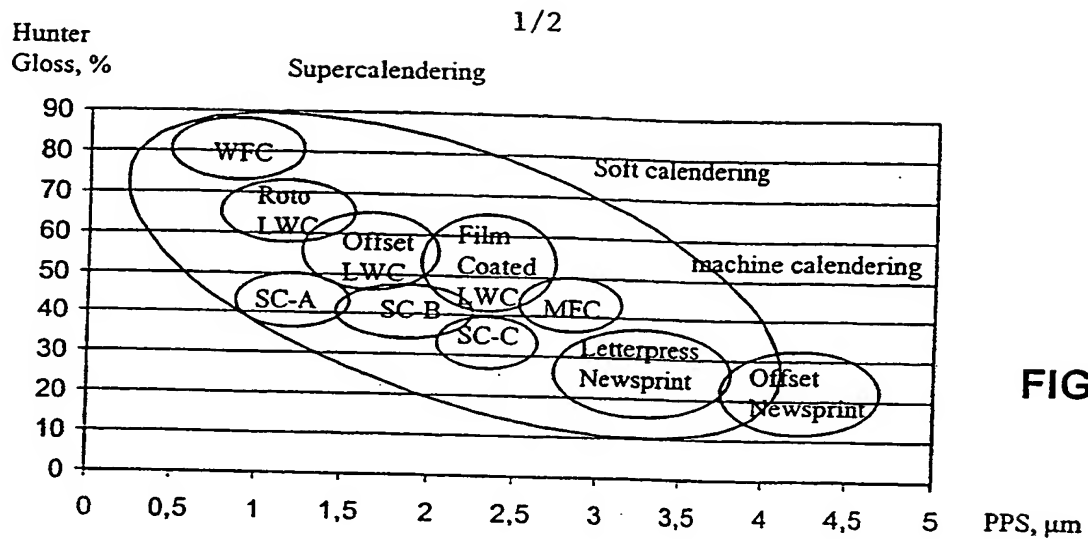 1/2
Hunter
Gloss, %
Supercalendering
90
80
70
60
50
40
30
20
10
0
WFC
Soft calendering
Roto
LWC
Offset
LWC
Film
Coated
LWC
machine calendering
SC-A
SC-B
MFC
SC-C
Letterpress
Newsprint
Offset
Newsprint
FIG
0 0,5 1 1,5 2 2,5 3 3,5 4 4,5 5 PPS, µm